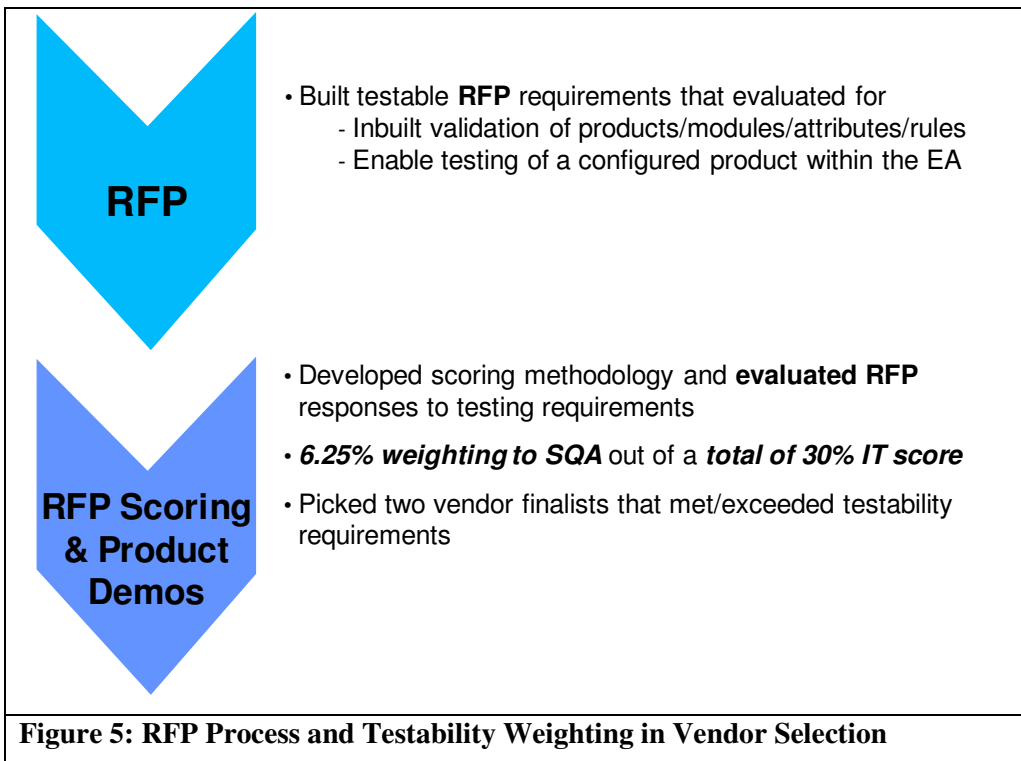 RFP
• Built testable RFP requirements that evaluated for
- Inbuilt validation of products/modules/attributes/rules
- Enable testing of a configured product within the EA
RFP Scoring
& Product
Demos
• Developed scoring methodology and evaluated RFP
responses to testing requirements
• 6.25% weighting to SQA out of a total of 30% IT score
• Picked two vendor finalists that met/exceeded testability
requirements
Figure 5: RFP Process and Testability Weighting in Vendor Selection